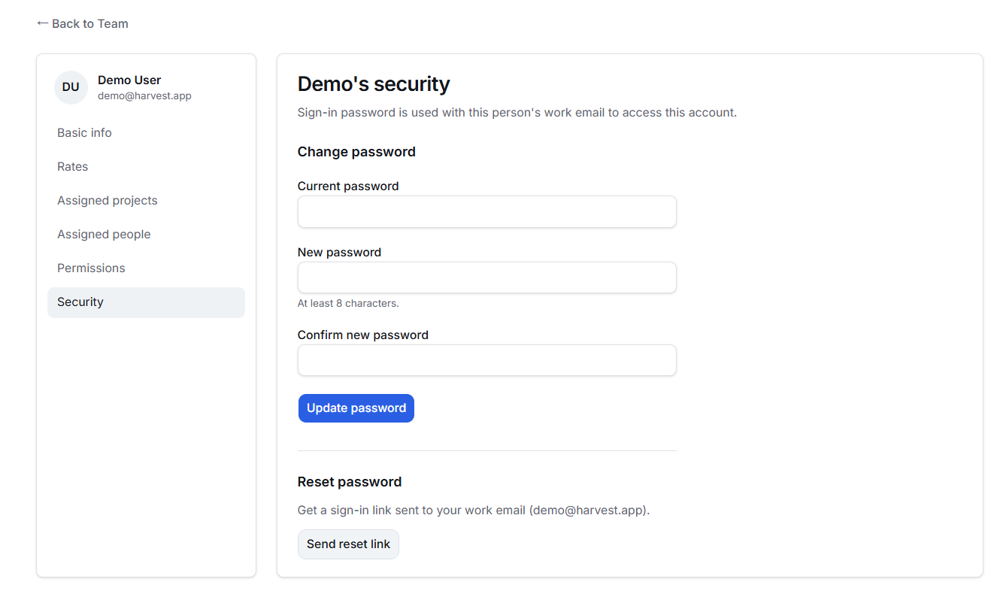 ← Back to Team
DU
Demo User
demo@harvest.app
Basic info
Rates
Assigned projects
Assigned people
Permissions
Security
Demo's security
Sign-in password is used with this person's work email to access this account.
Change password
Current password
New password
At least 8 characters.
Confirm new password
Update password
Reset password
Get a sign-in link sent to your work email (demo@harvest.app).
Send reset link